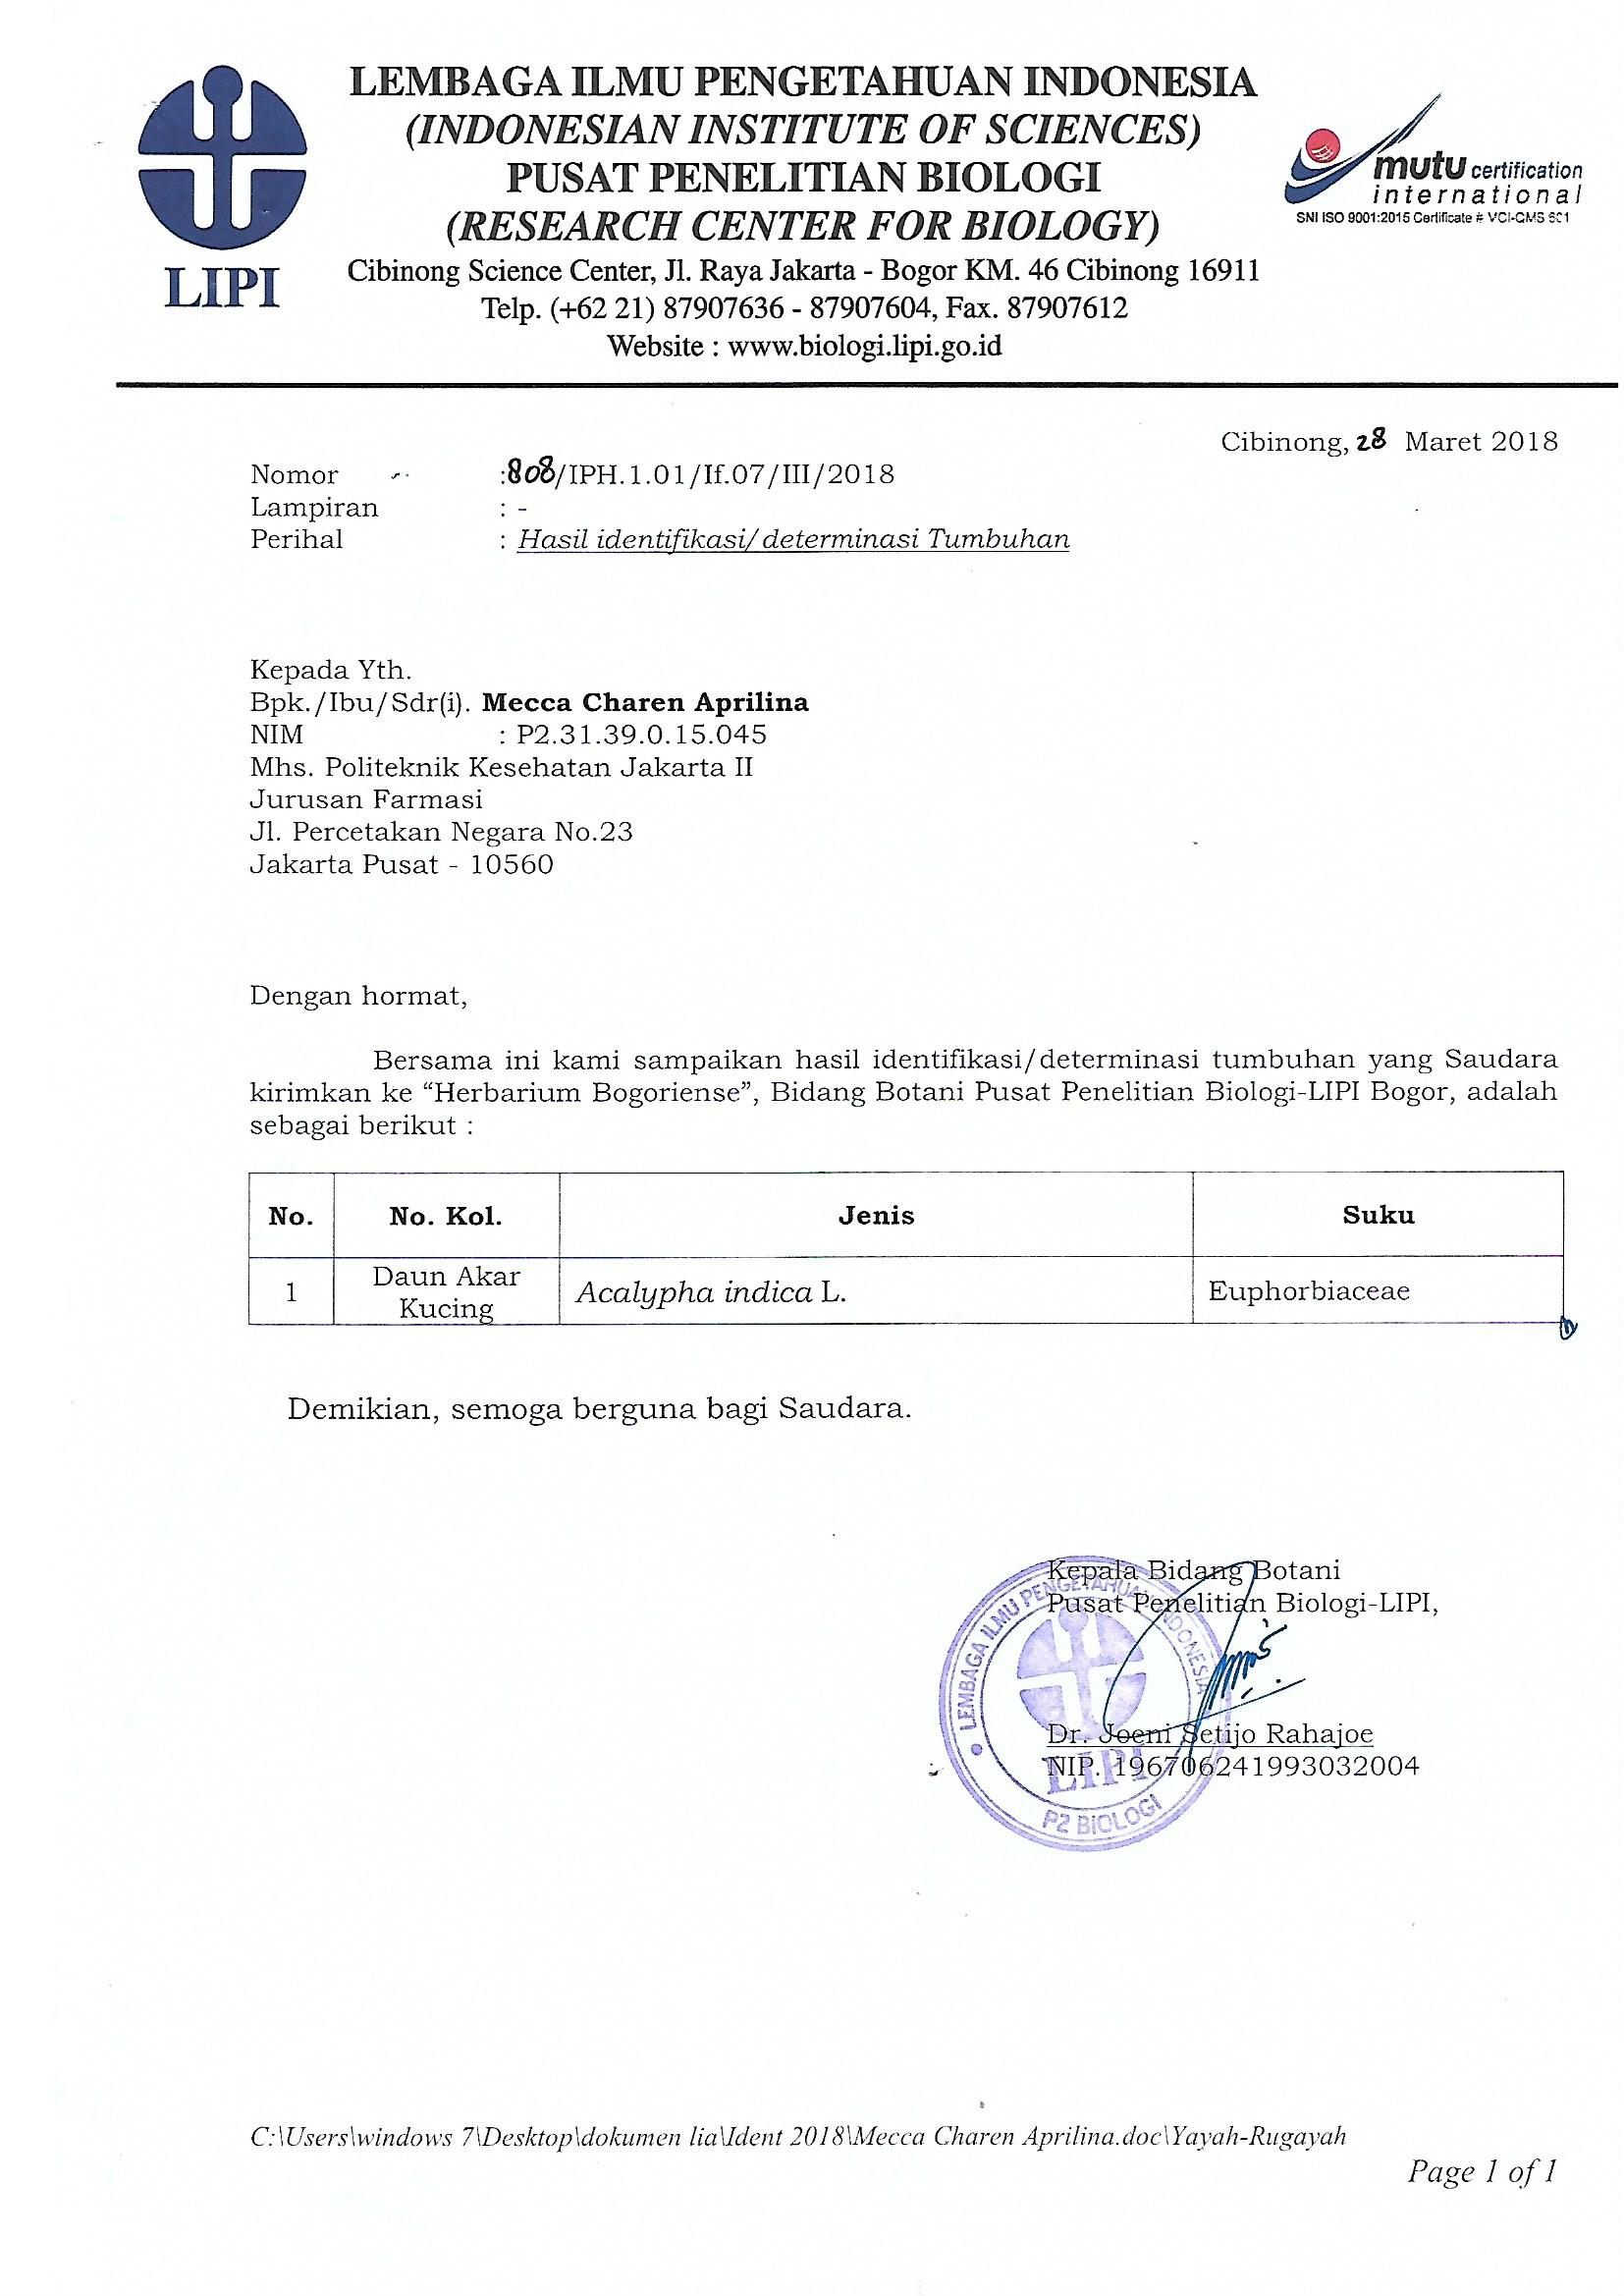 LEMBAGA ILMU PENGETAHUAN INDONESIA
(INDONESIAN INSTITUTE OF SCIENCES)
PUSAT PENELITIAN BIOLOGI
(RESEARCH CENTER FOR BIOLOGY)
Cibinong Science Center, Jl. Raya Jakarta - Bogor KM. 46 Cibinong 16911
Telp. (+62 21) 87907636 - 87907604, Fax. 87907612
Website : www.biologi.lipi.go.id
LIPI
mutu certification
international
SNI ISO 9001:2015 Certificate #
Cibinong, 28 Maret 2018
Nomor :808/IPH.1.01/If.07/III/2018
Lampiran : -
Perihal : Hasil identifikasi/determinasi Tumbuhan
Kepada Yth.
Bpk./Ibu/Sdr(i). Mecca Charen Aprilina
NIM : P2.31.39.0.15.045
Mhs. Politeknik Kesehatan Jakarta II
Jurusan Farmasi
Jl. Percetakan Negara No.23
Jakarta Pusat - 10560
Dengan hormat,
Bersama ini kami sampaikan hasil identifikasi/determinasi tumbuhan yang Saudara
kirimkan ke “Herbarium Bogoriense”, Bidang Botani Pusat Penelitian Biologi-LIPI Bogor, adalah
sebagai berikut :
No. No. Kol. Jenis Suku
1 Daun Akar Kucing Acalypha indica L. Euphorbiaceae
Demikian, semoga berguna bagi Saudara.
Kepala Bidang Botani
Pusat Penelitian Biologi-LIPI,
LEMBAGA ILMU PENGETAHUAN INDONESIA
LIPI
P2 BIOLOGI
Dr. Joeni Setijo Rahajoe
NIP. 196706241993032004
C:\Users\windows 7\Desktop\dokumen lia\Ident 2018\Mecca Charen Aprilina.doc\Yayah-Rugayah
Page 1 of 1